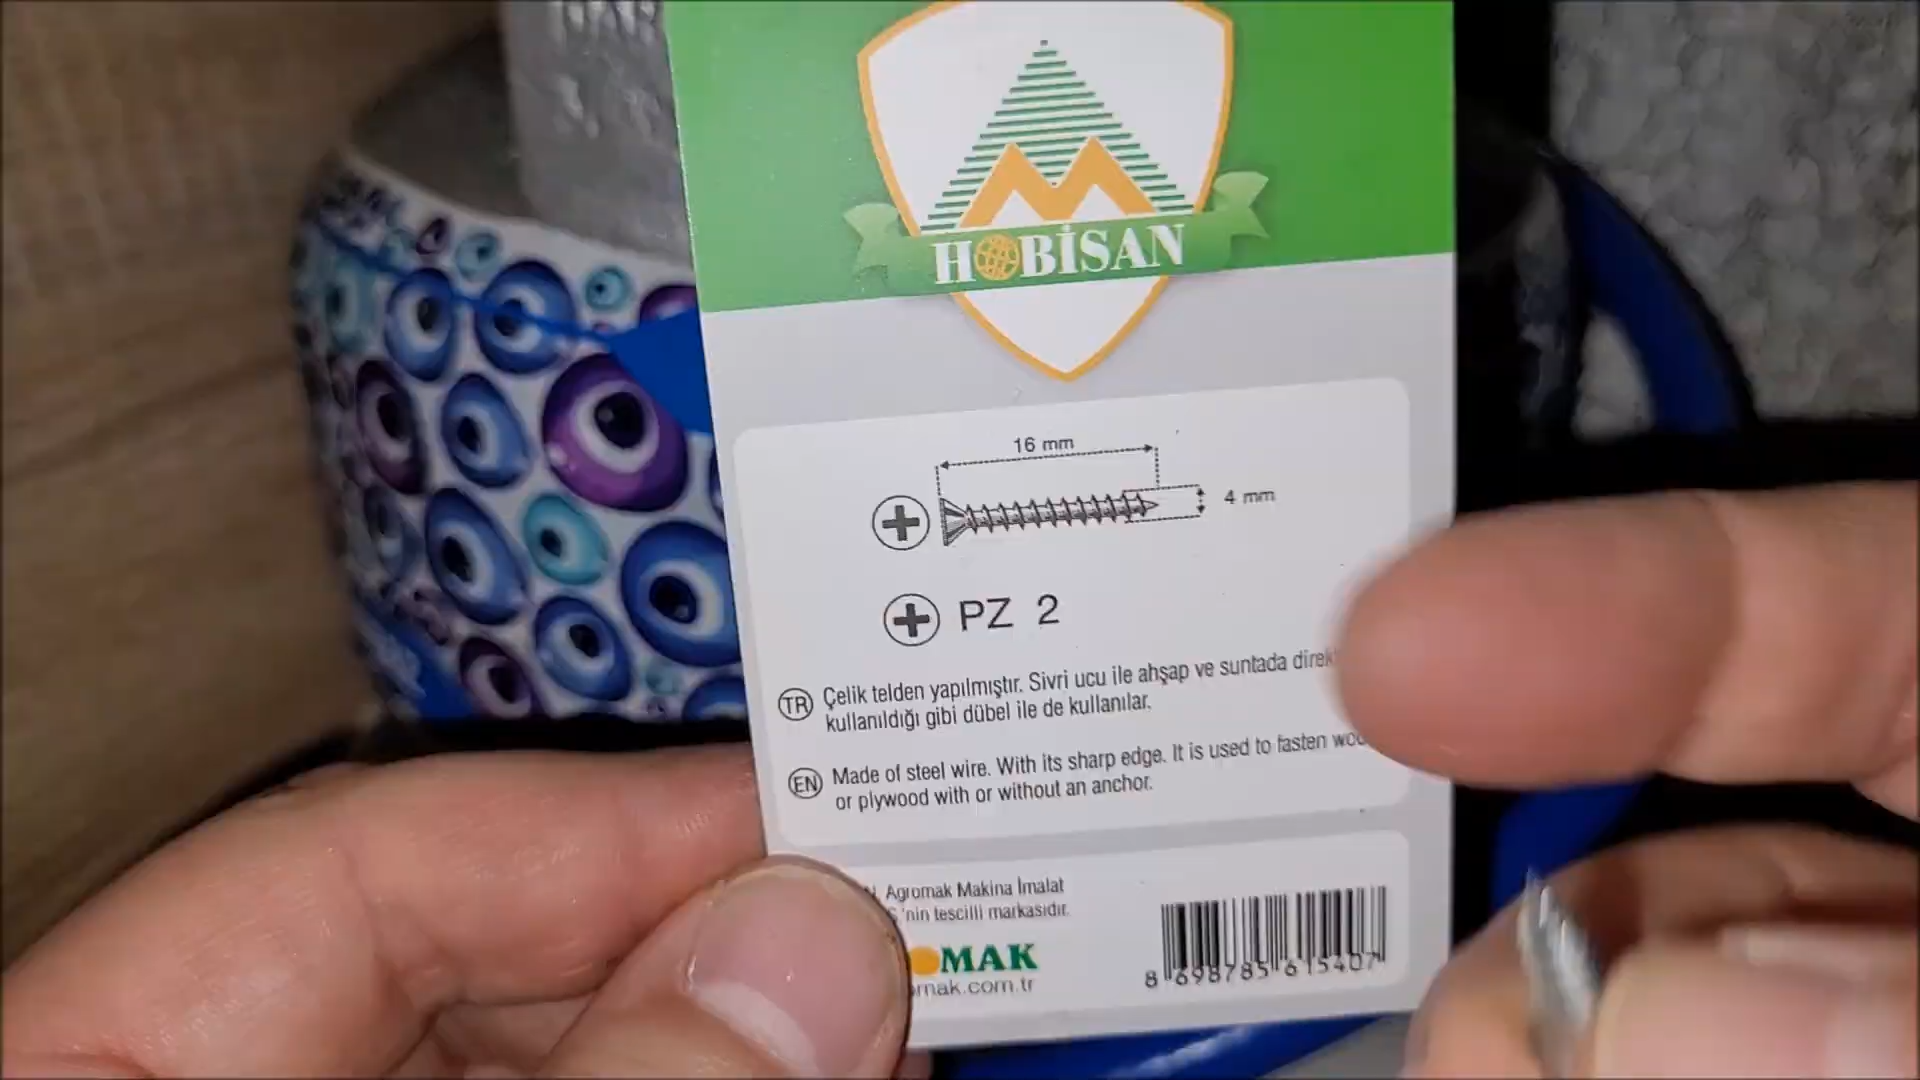 HOBİSAN
16 mm
4 mm
PZ 2
TR Çelik telden yapılmıştır. Sivri ucu ile ahşap ve suntada
kullanıldığı gibi dübel ile de kullanılar.
EN Made of steel wire. With its sharp edge. It is used to fasten
or plywood with or without an anchor.
Agromak Makina İmalat
'nin tescilli markasıdır.
MAK
mak.com.tr
8 698785 615407